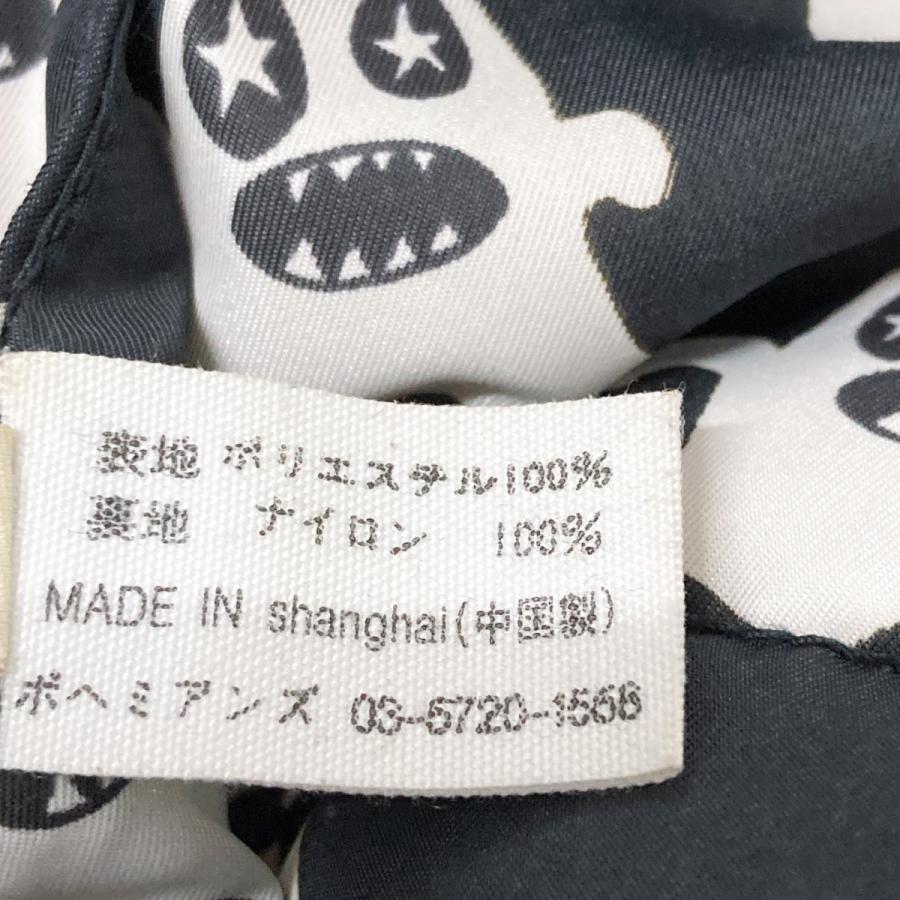 表地 ポリエステル100%
裏地 ナイロン 100%
MADE IN shanghai(中国製)
ボヘミアンズ 03-5720-1568